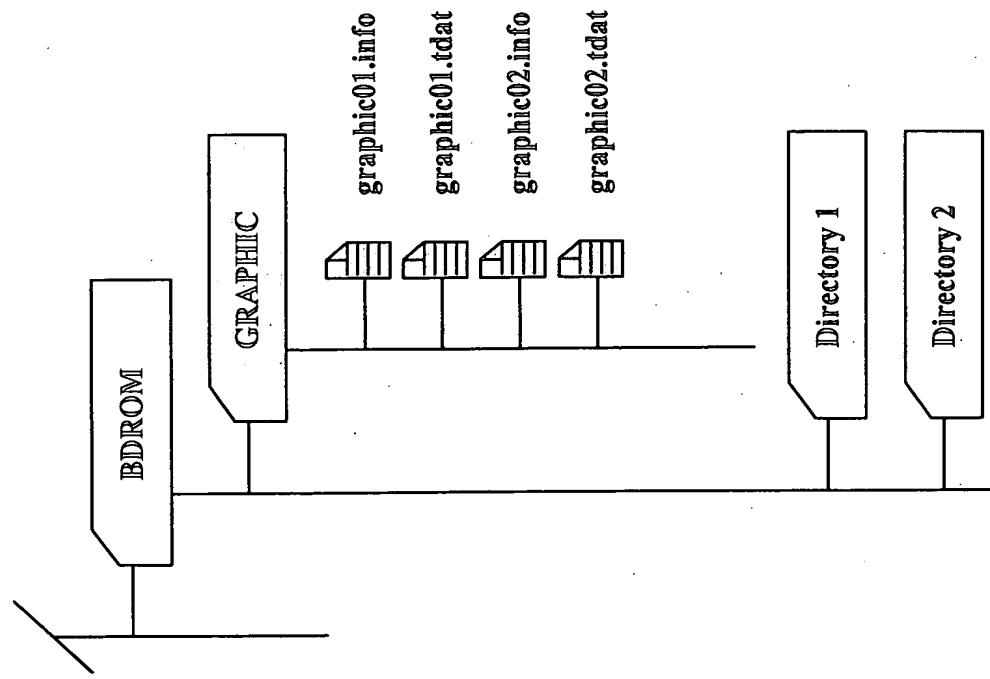 BDROM
GRAPHIC
graphic01.info
graphic01.tdat
graphic02.info
graphic02.tdat
Directory 1
Directory 2